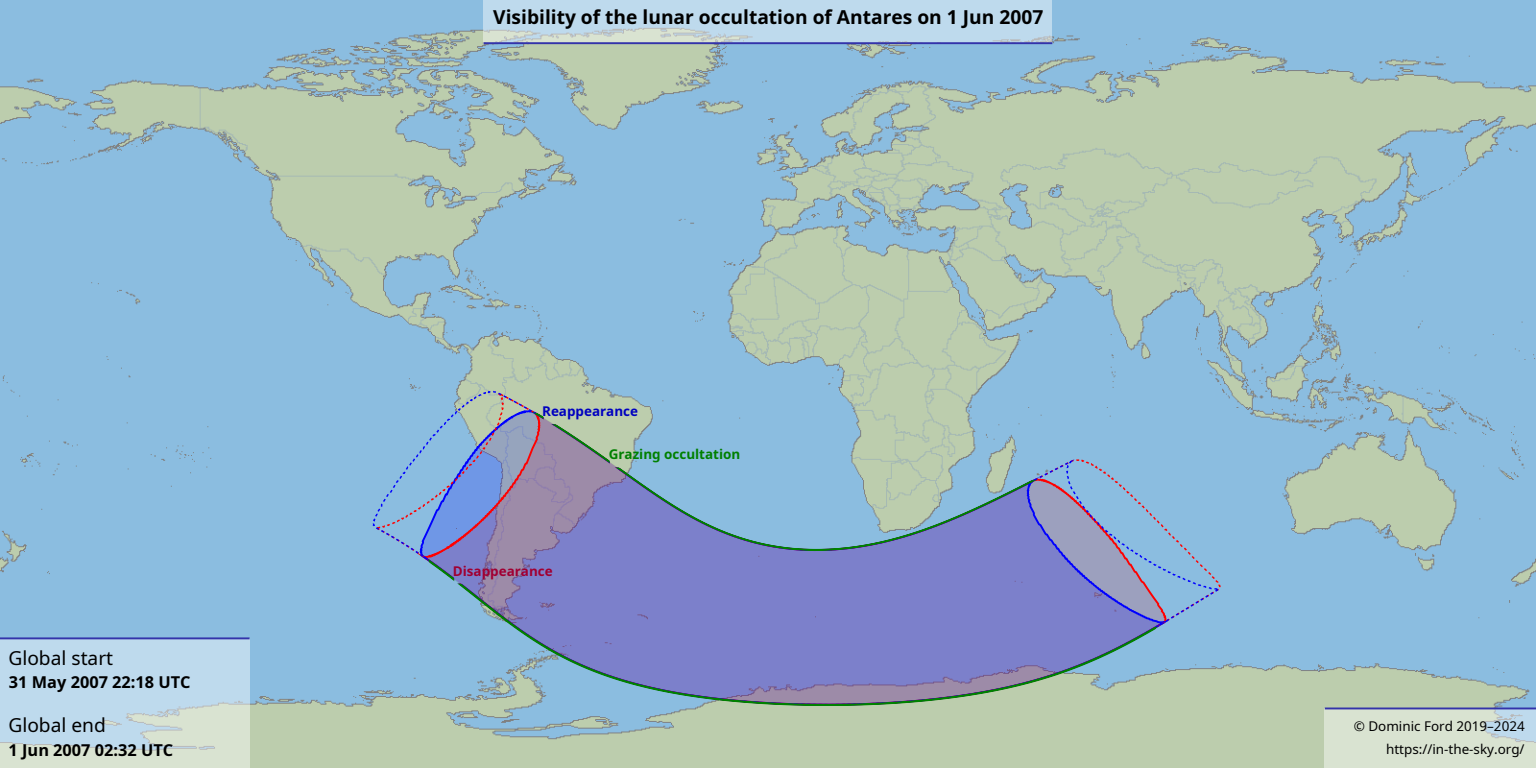 Visibility of the lunar occultation of Antares on 1 Jun 2007
Reappearance
Grazing occultation
Disappearance
Global start
31 May 2007 22:18 UTC
Global end
1 Jun 2007 02:32 UTC
© Dominic Ford 2019–2024
https://in-the-sky.org/